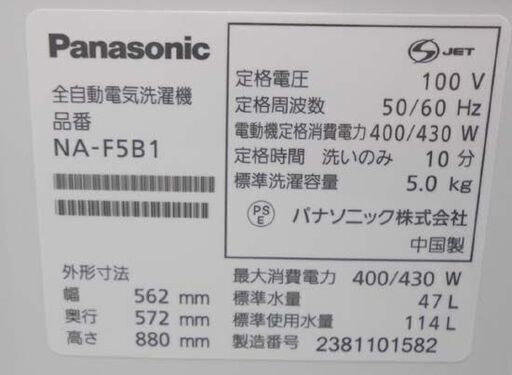 Panasonic
全自動電気洗濯機
品番
NA-F5B1
外形寸法
幅 562 mm
奥行 572 mm
高さ 880 mm
S JET
定格電圧 100 V
定格周波数 50/60 Hz
電動機定格消費電力 400/430 W
定格時間 洗いのみ 10 分
標準洗濯容量 5.0 kg
PS E パナソニック株式会社
中国製
最大消費電力 400/430 W
標準水量 47 L
標準使用水量 114 L
製造番号 2381101582